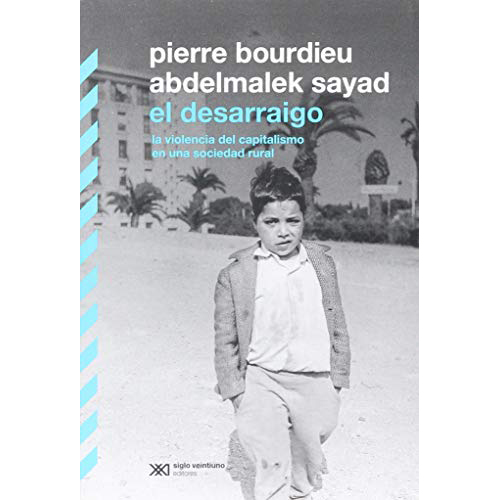 pierre bourdieu
abdelmalek sayad
el desarraigo
la violencia del capitalismo
en una sociedad rural
siglo veintiuno
editores